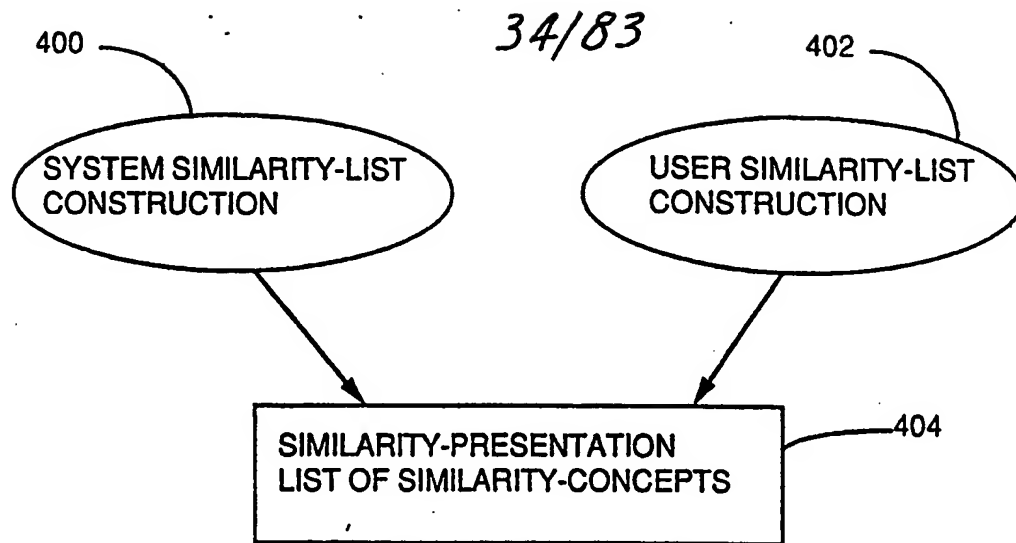 34/83
400
402
SYSTEM SIMILARITY-LIST
CONSTRUCTION
USER SIMILARITY-LIST
CONSTRUCTION
SIMILARITY-PRESENTATION
LIST OF SIMILARITY-CONCEPTS
404